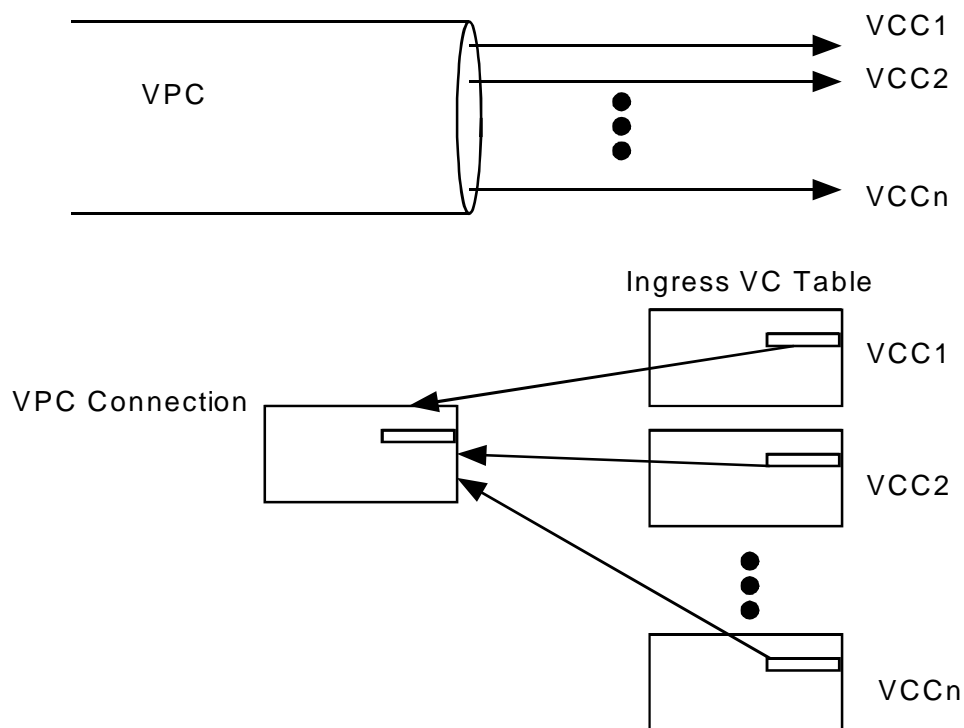 VCC1
VPC
VCC2
VCCn
Ingress VC Table
VCC1
VPC Connection
VCC2
VCCn